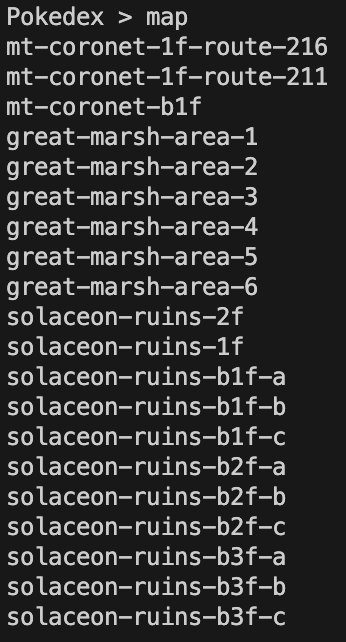 Pokedex > map
mt-coronet-1f-route-216
mt-coronet-1f-route-211
mt-coronet-b1f
great-marsh-area-1
great-marsh-area-2
great-marsh-area-3
great-marsh-area-4
great-marsh-area-5
great-marsh-area-6
solaceon-ruins-2f
solaceon-ruins-1f
solaceon-ruins-b1f-a
solaceon-ruins-b1f-b
solaceon-ruins-b1f-c
solaceon-ruins-b2f-a
solaceon-ruins-b2f-b
solaceon-ruins-b2f-c
solaceon-ruins-b3f-a
solaceon-ruins-b3f-b
solaceon-ruins-b3f-c